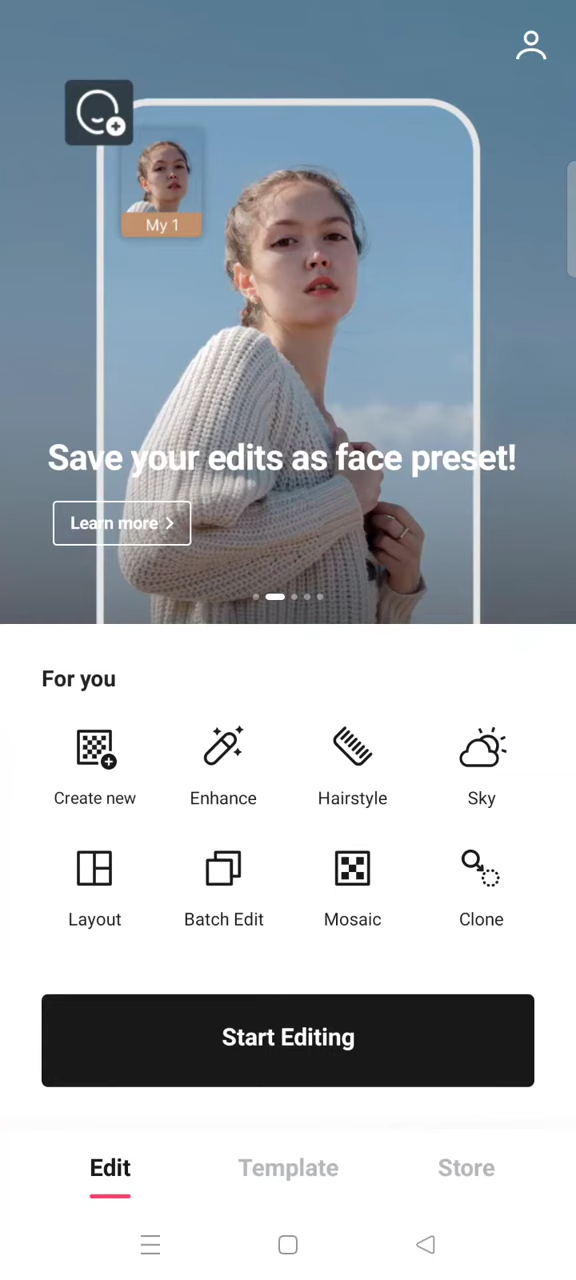 My 1
Save your edits as face preset!
Learn more
For you
Create new
Enhance
Hairstyle
Sky
Layout
Batch Edit
Mosaic
Clone
Start Editing
Edit
Template
Store